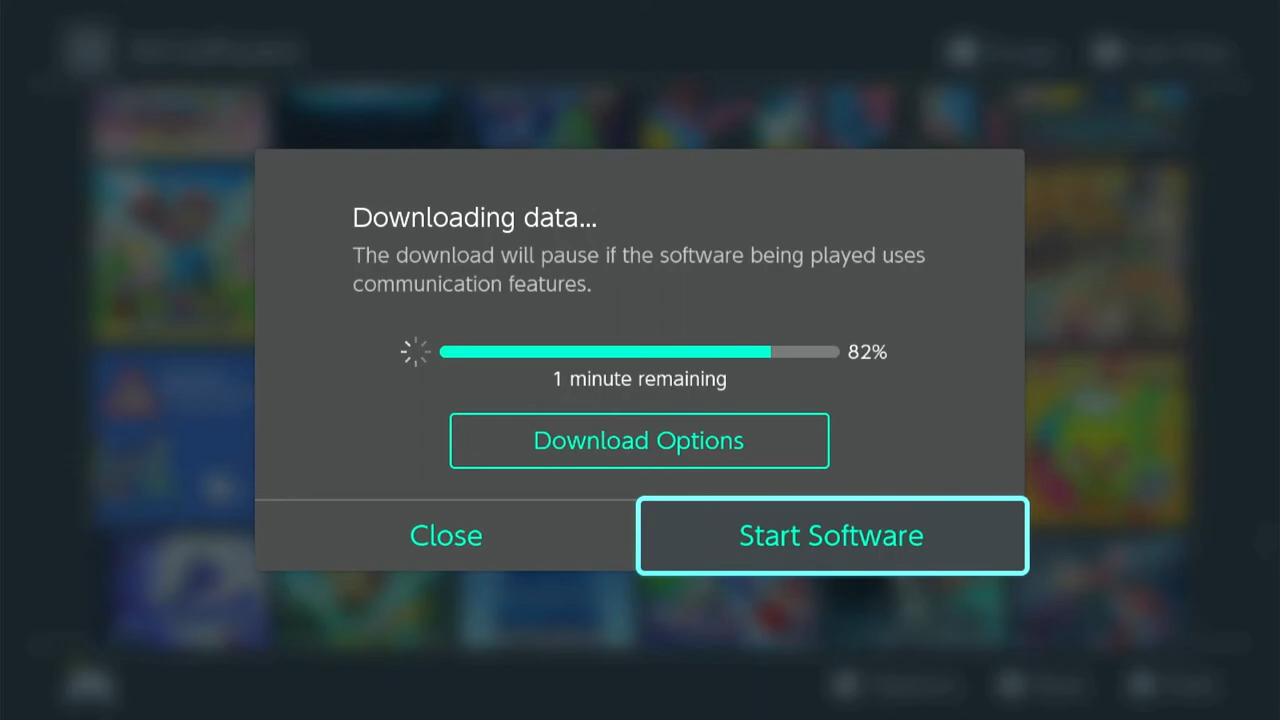 Downloading data...
The download will pause if the software being played uses
communication features.
82%
1 minute remaining
Download Options
Close
Start Software